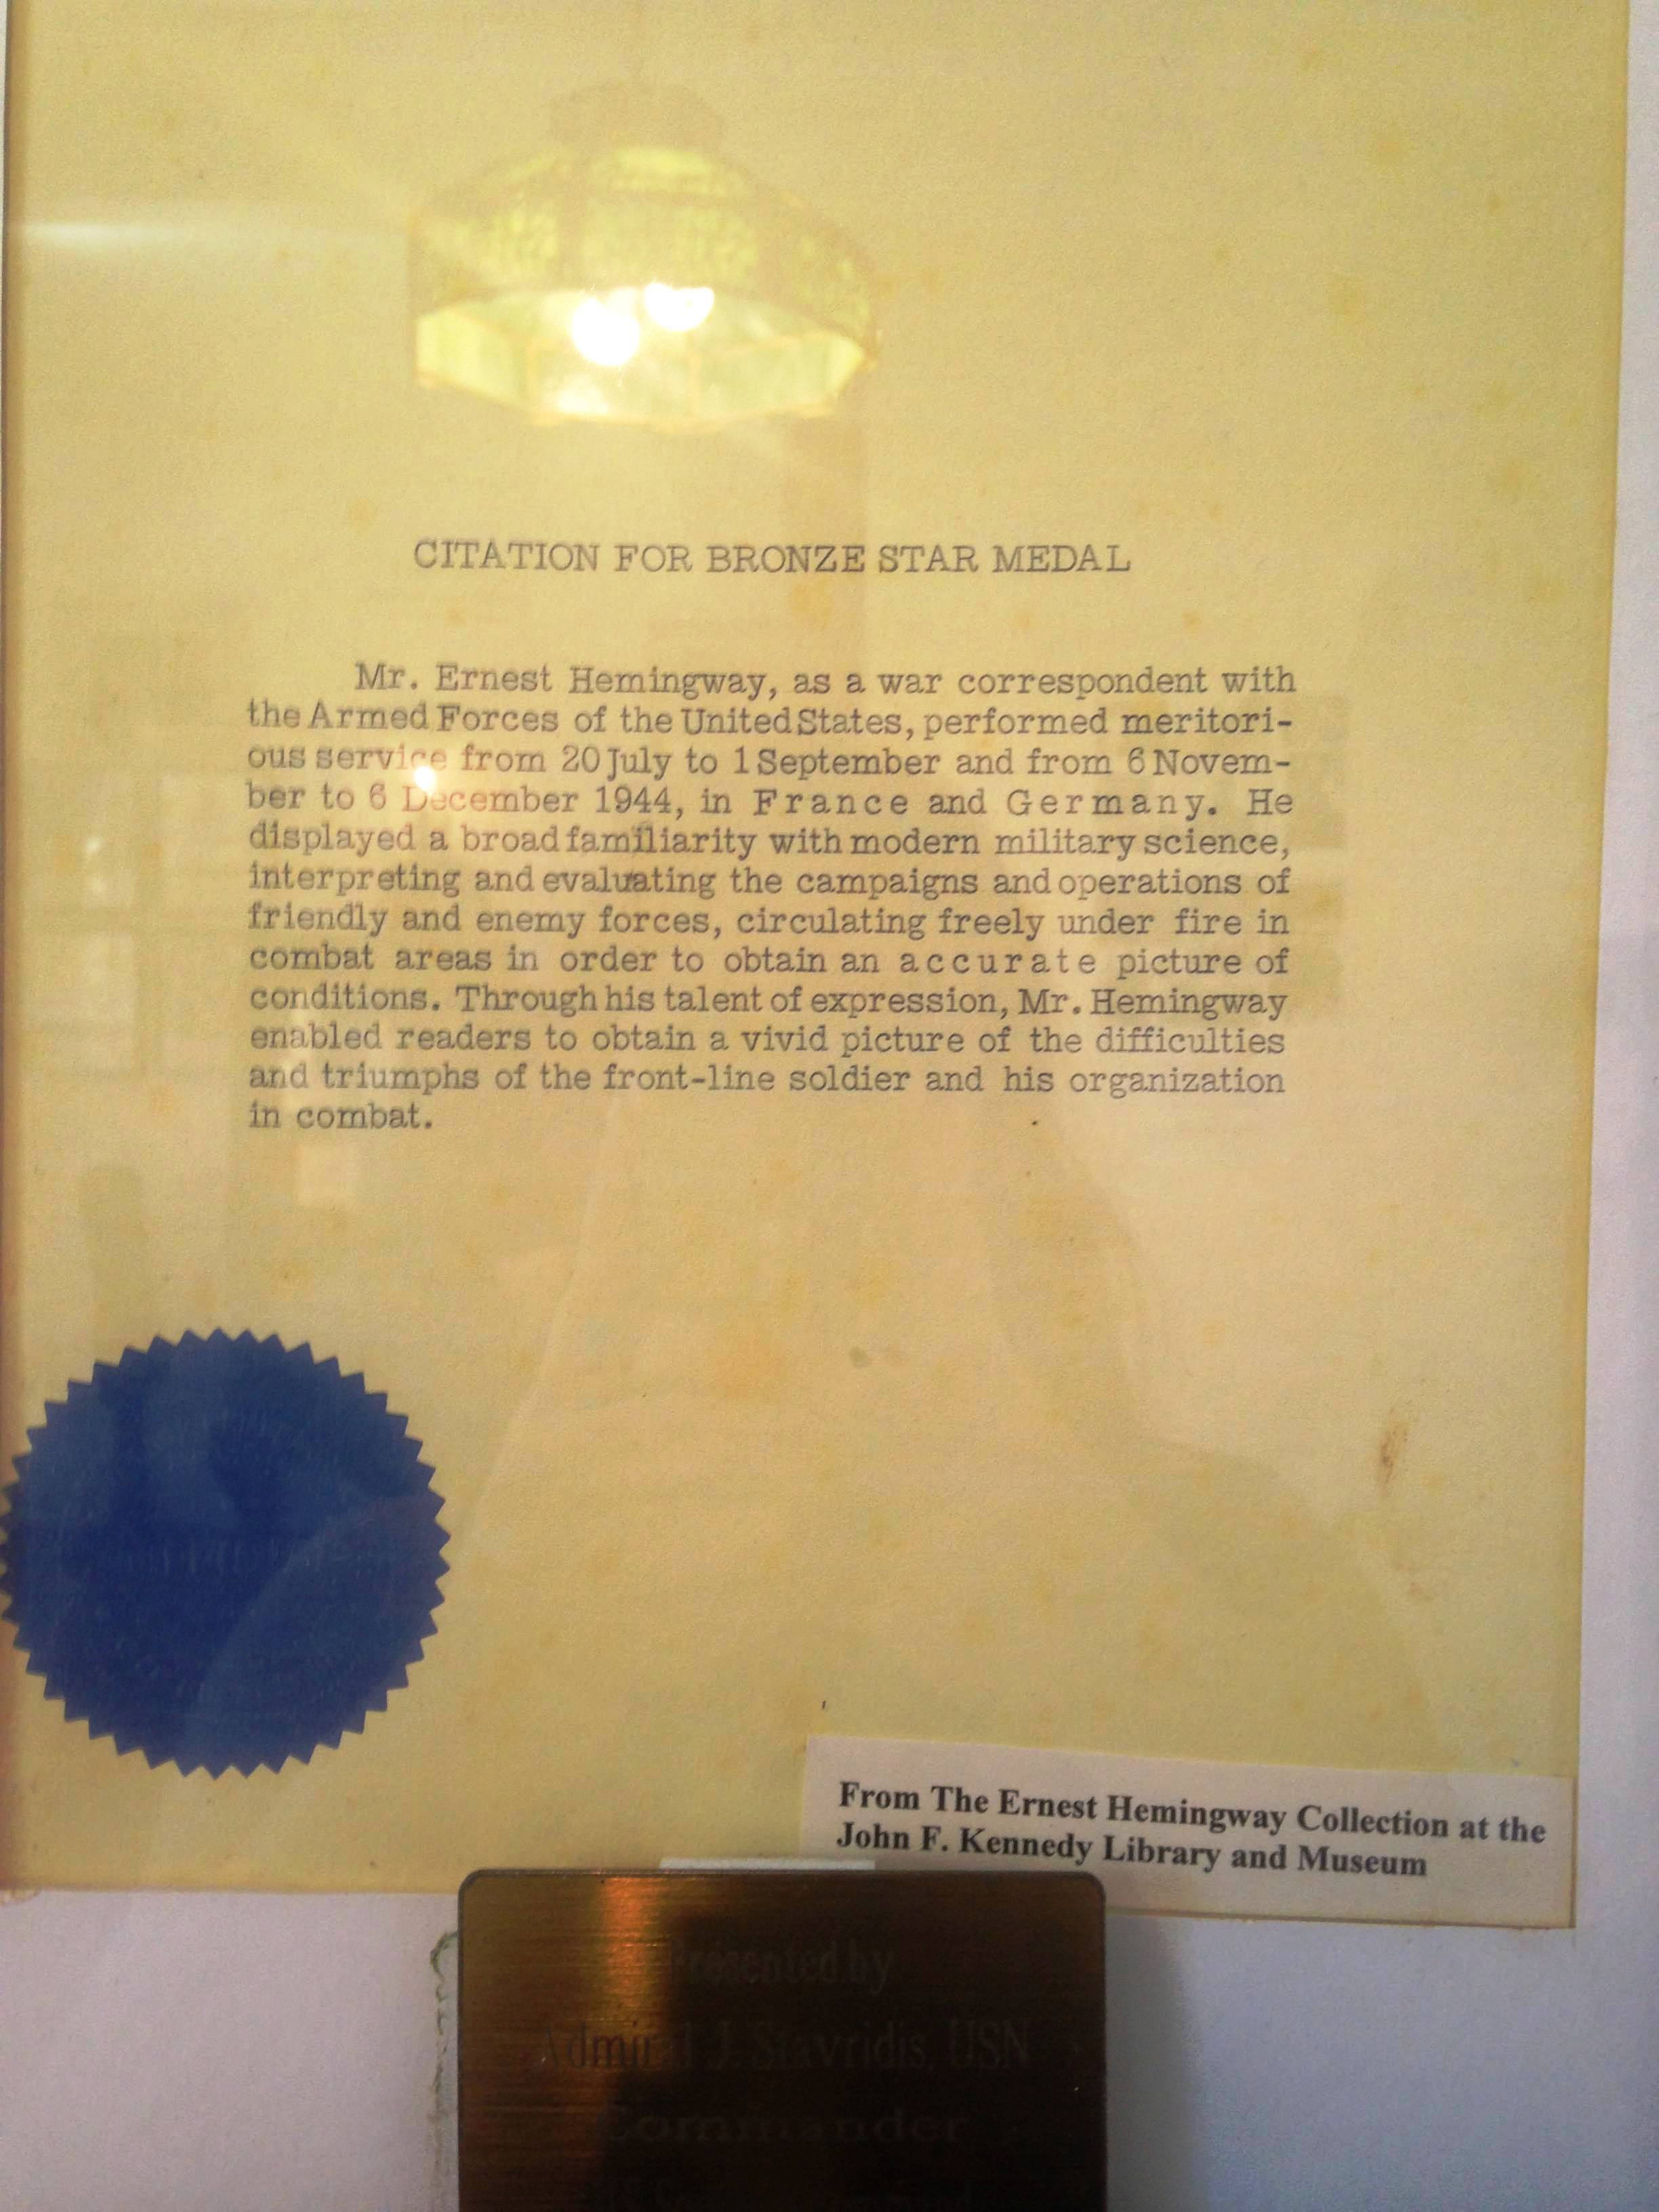 CITATION FOR BRONZE STAR MEDAL
Mr. Ernest Hemingway, as a war correspondent with
the Armed Forces of the United States, performed meritori-
ous service from 20 July to 1 September and from 6 Novem-
ber to 6 December 1944, in France and Germany. He
displayed a broad familiarity with modern military science,
interpreting and evaluating the campaigns and operations of
friendly and enemy forces, circulating freely under fire in
combat areas in order to obtain an accurate picture of
conditions. Through his talent of expression, Mr. Hemingway
enabled readers to obtain a vivid picture of the difficulties
and triumphs of the front-line soldier and his organization
in combat.
From The Ernest Hemingway Collection at the
John F. Kennedy Library and Museum
Presented by
Admiral J. Stavridis, USN
Commander